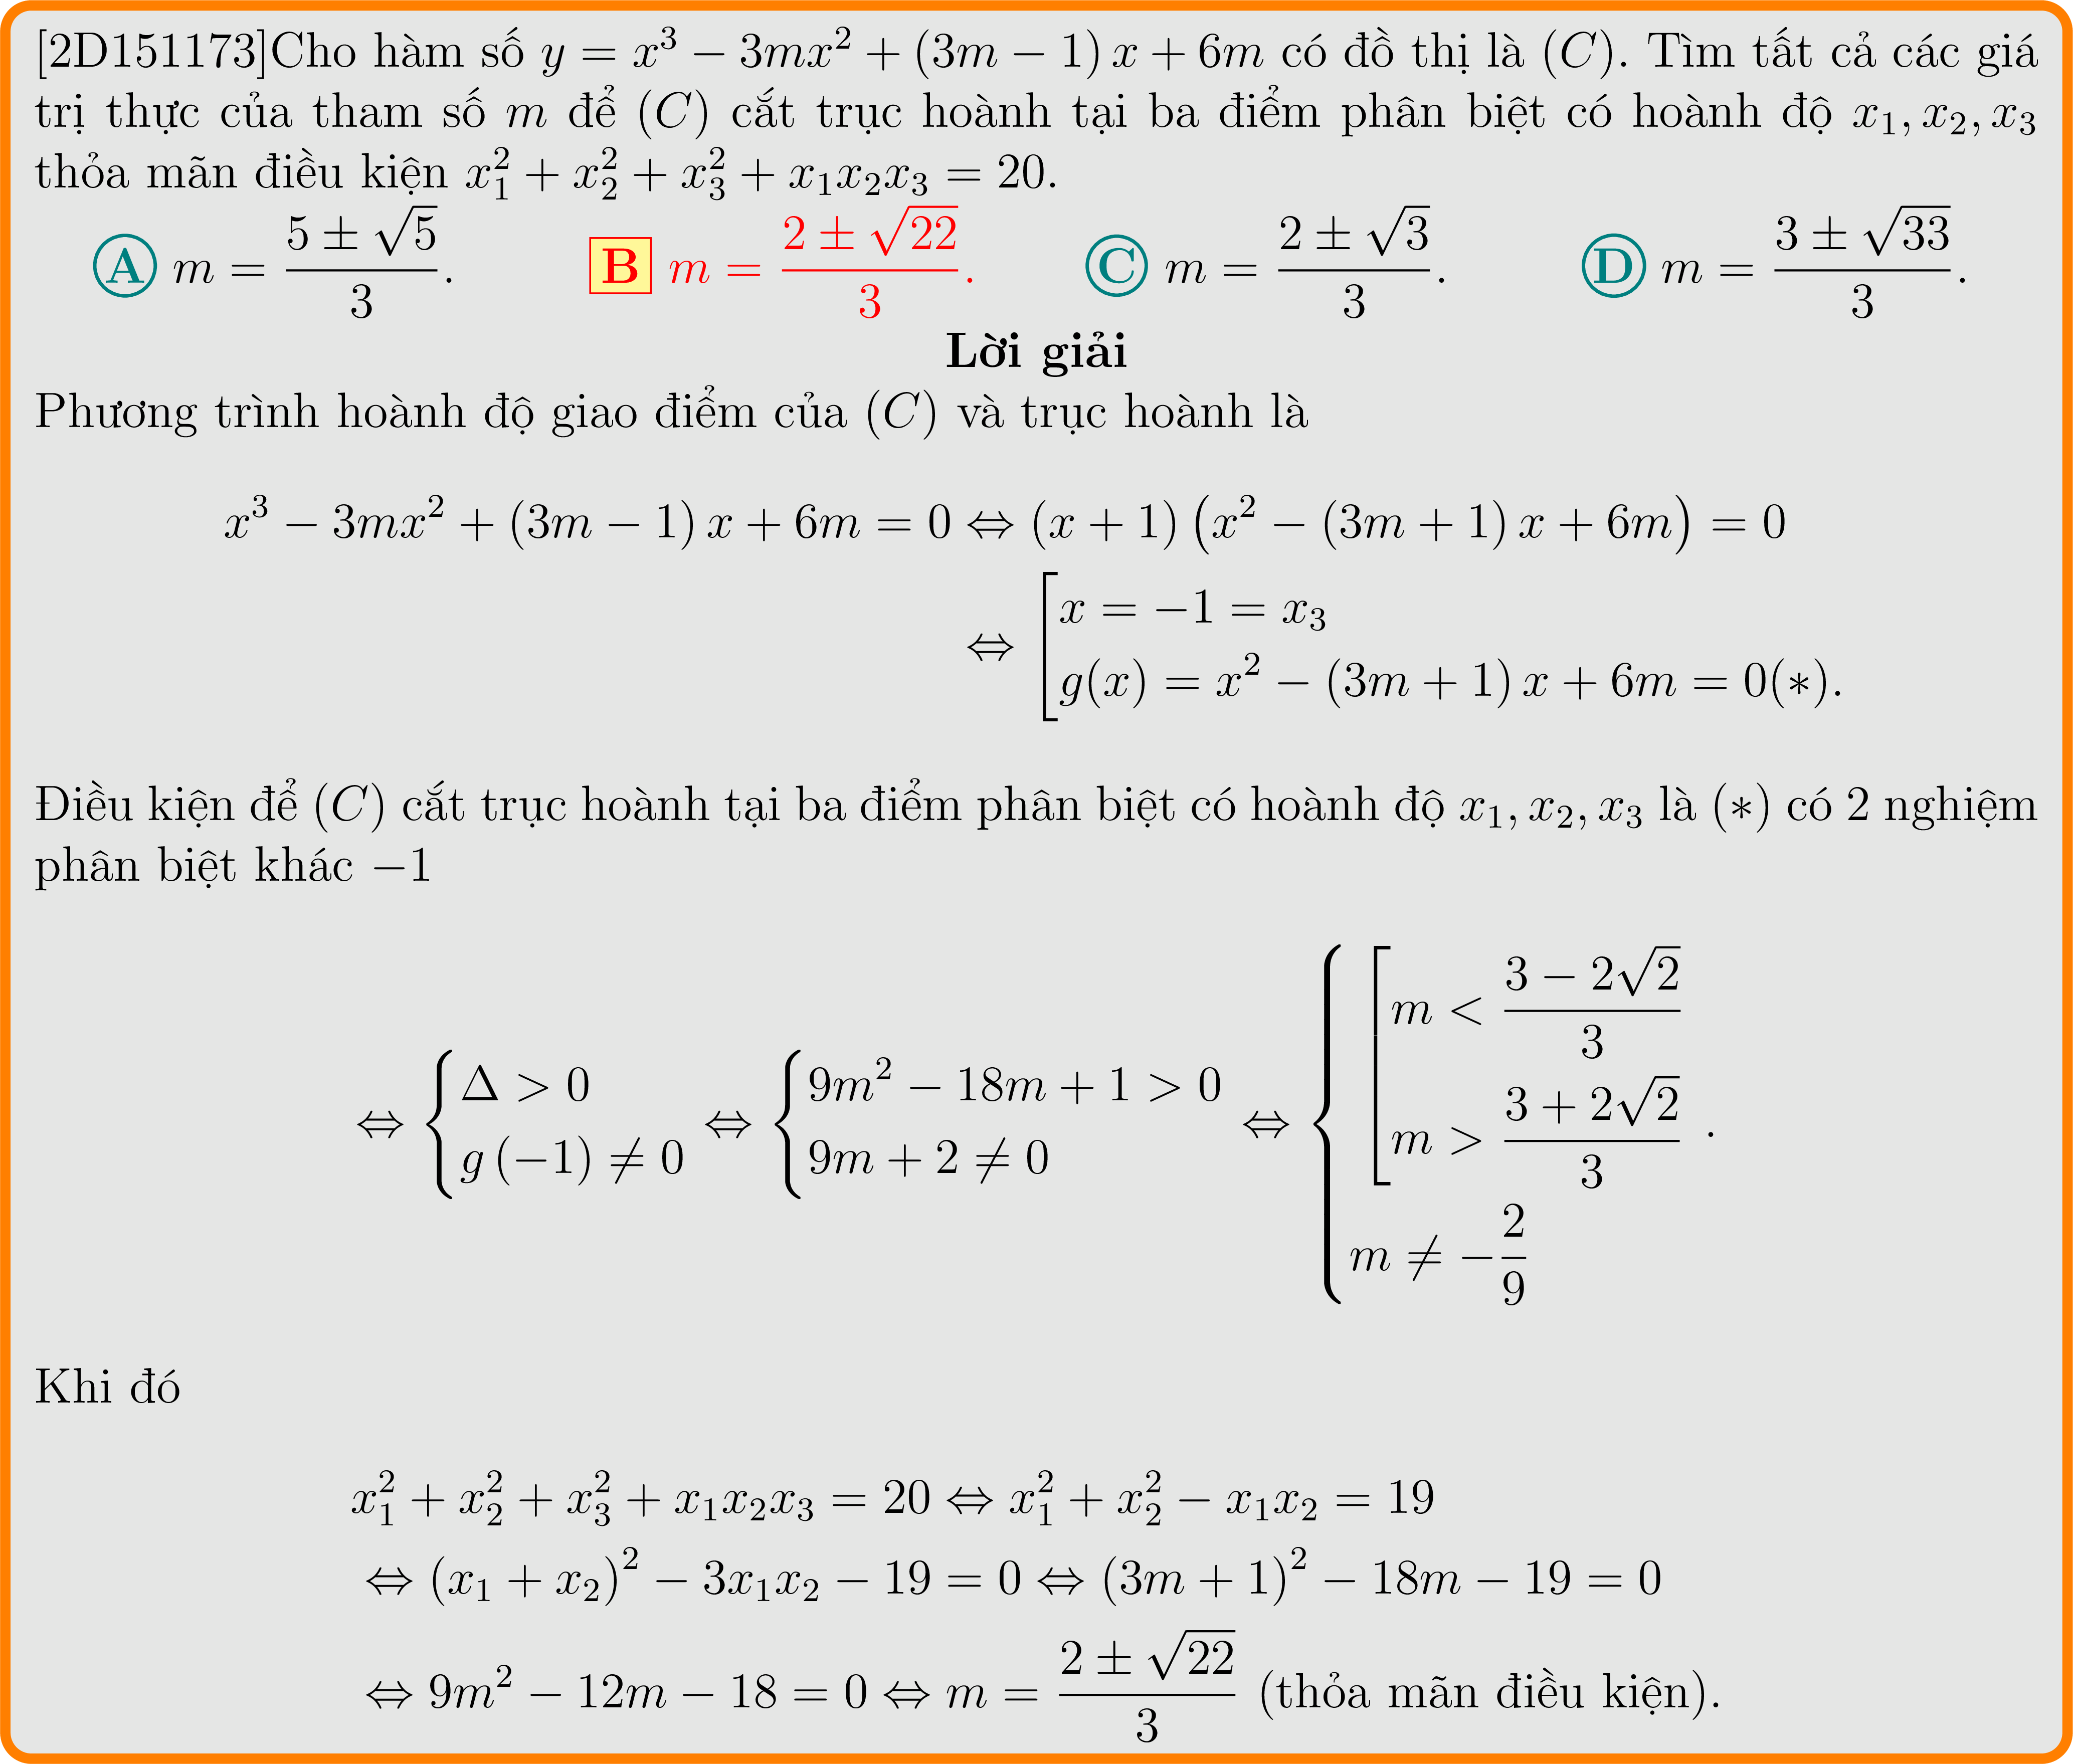 [2D151173]Cho hàm số $y = x^3 - 3mx^2 + (3m - 1)\,x + 6m$ có đồ thị là $(C)$. Tìm tất cả các giá
trị thực của tham số $m$ để $(C)$ cắt trục hoành tại ba điểm phân biệt có hoành độ $x_1, x_2, x_3$
thỏa mãn điều kiện $x_1^2 + x_2^2 + x_3^2 + x_1x_2x_3 = 20$.
A $m = \dfrac{5 \pm \sqrt{5}}{3}$. B $m = \dfrac{2 \pm \sqrt{22}}{3}$. C $m = \dfrac{2 \pm \sqrt{3}}{3}$. D $m = \dfrac{3 \pm \sqrt{33}}{3}$.
Lời giải
Phương trình hoành độ giao điểm của $(C)$ và trục hoành là
$x^3 - 3mx^2 + (3m - 1)\,x + 6m = 0 \Leftrightarrow (x + 1)\left(x^2 - (3m + 1)\,x + 6m\right) = 0$
$\Leftrightarrow \left[\begin{array}{l} x = -1 = x_3 \\ g(x) = x^2 - (3m + 1)\,x + 6m = 0(*). \end{array}\right.$
Điều kiện để $(C)$ cắt trục hoành tại ba điểm phân biệt có hoành độ $x_1, x_2, x_3$ là $(*)$ có 2 nghiệm
phân biệt khác $-1$
$\Leftrightarrow \begin{cases} \Delta > 0 \\ g(-1) \neq 0 \end{cases} \Leftrightarrow \begin{cases} 9m^2 - 18m + 1 > 0 \\ 9m + 2 \neq 0 \end{cases} \Leftrightarrow \begin{cases} \left[\begin{array}{l} m < \dfrac{3 - 2\sqrt{2}}{3} \\ m > \dfrac{3 + 2\sqrt{2}}{3} \end{array}\right. \\ m \neq -\dfrac{2}{9} \end{cases}.$
Khi đó
$x_1^2 + x_2^2 + x_3^2 + x_1x_2x_3 = 20 \Leftrightarrow x_1^2 + x_2^2 - x_1x_2 = 19$
$\Leftrightarrow (x_1 + x_2)^2 - 3x_1x_2 - 19 = 0 \Leftrightarrow (3m + 1)^2 - 18m - 19 = 0$
$\Leftrightarrow 9m^2 - 12m - 18 = 0 \Leftrightarrow m = \dfrac{2 \pm \sqrt{22}}{3}$ (thỏa mãn điều kiện).